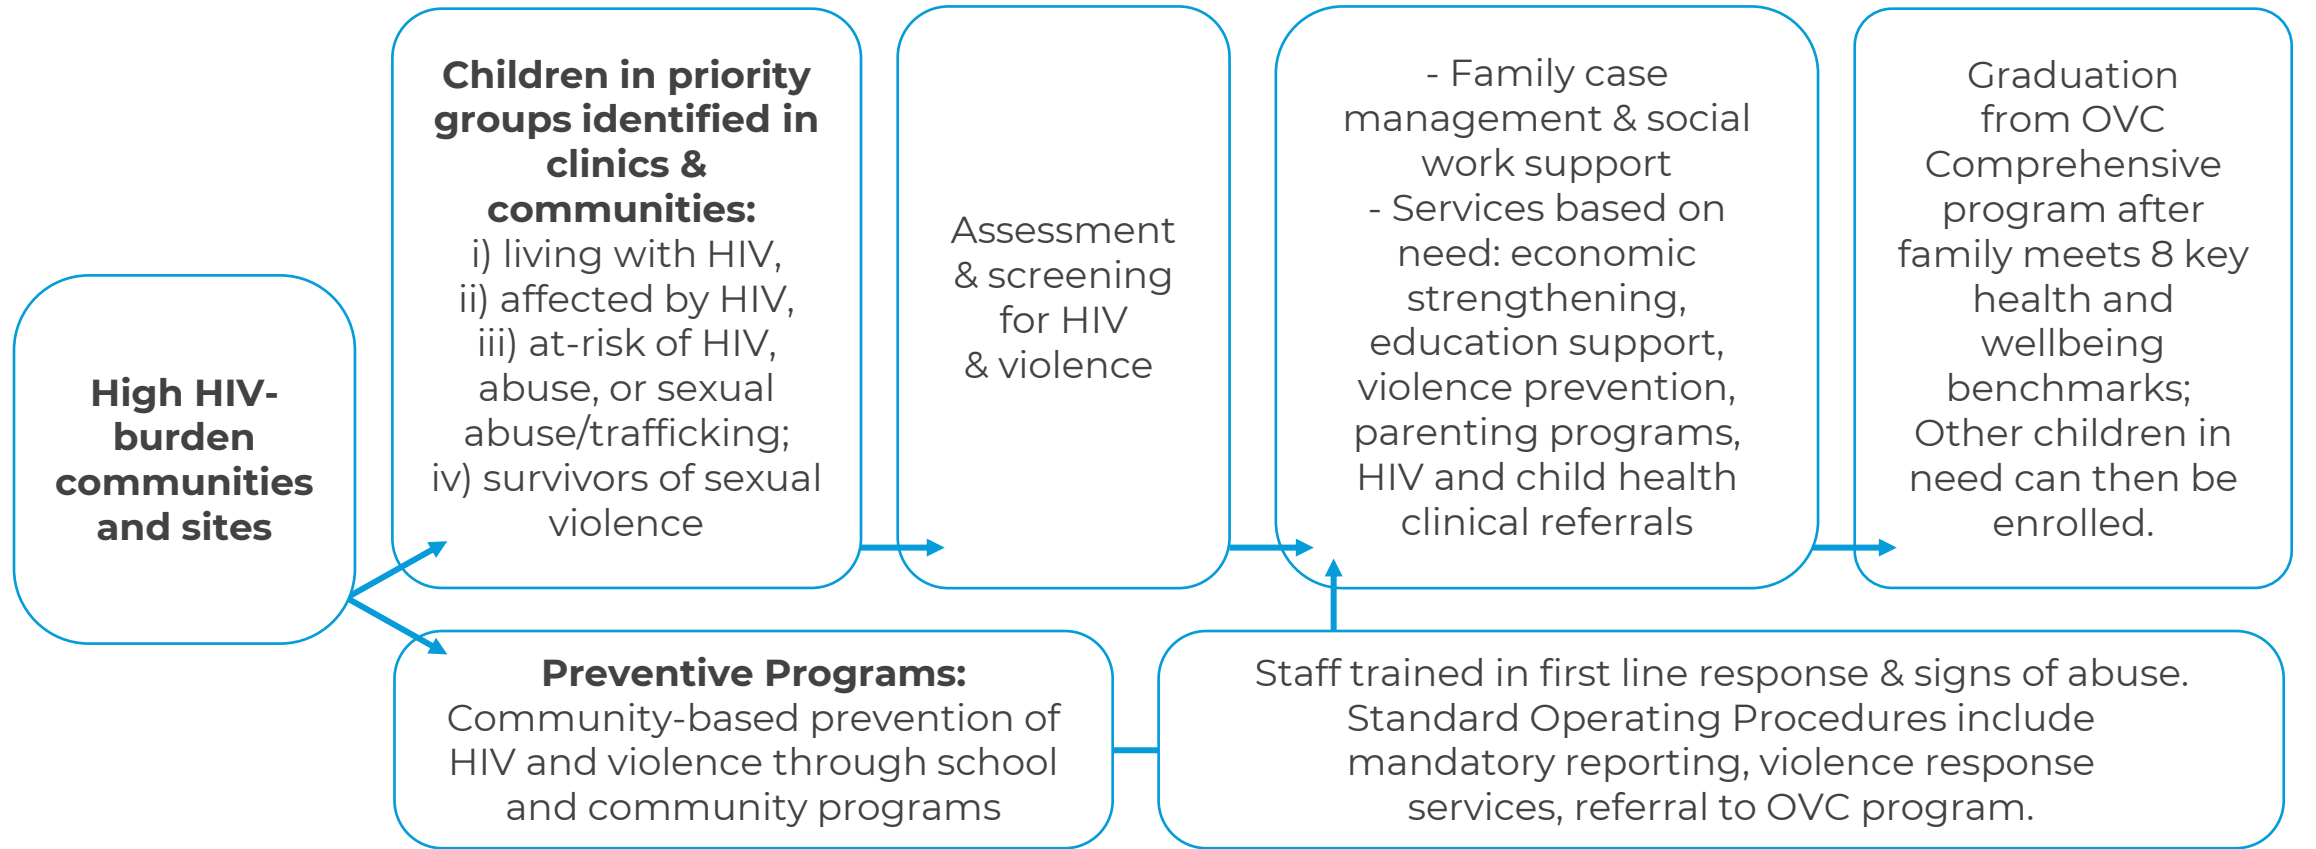 High HIV-
burden
communities
and sites
Children in priority
groups identified in
clinics &
communities:
i) living with HIV,
ii) affected by HIV,
iii) at-risk of HIV,
abuse, or sexual
abuse/trafficking;
iv) survivors of sexual
violence
Assessment
& screening
for HIV
& violence
- Family case
management & social
work support
- Services based on
need: economic
strengthening,
education support,
violence prevention,
parenting programs,
HIV and child health
clinical referrals
Graduation
from OVC
Comprehensive
program after
family meets 8 key
health and
wellbeing
benchmarks;
Other children in
need can then be
enrolled.
Preventive Programs:
Community-based prevention of
HIV and violence through school
and community programs
Staff trained in first line response & signs of abuse.
Standard Operating Procedures include
mandatory reporting, violence response
services, referral to OVC program.